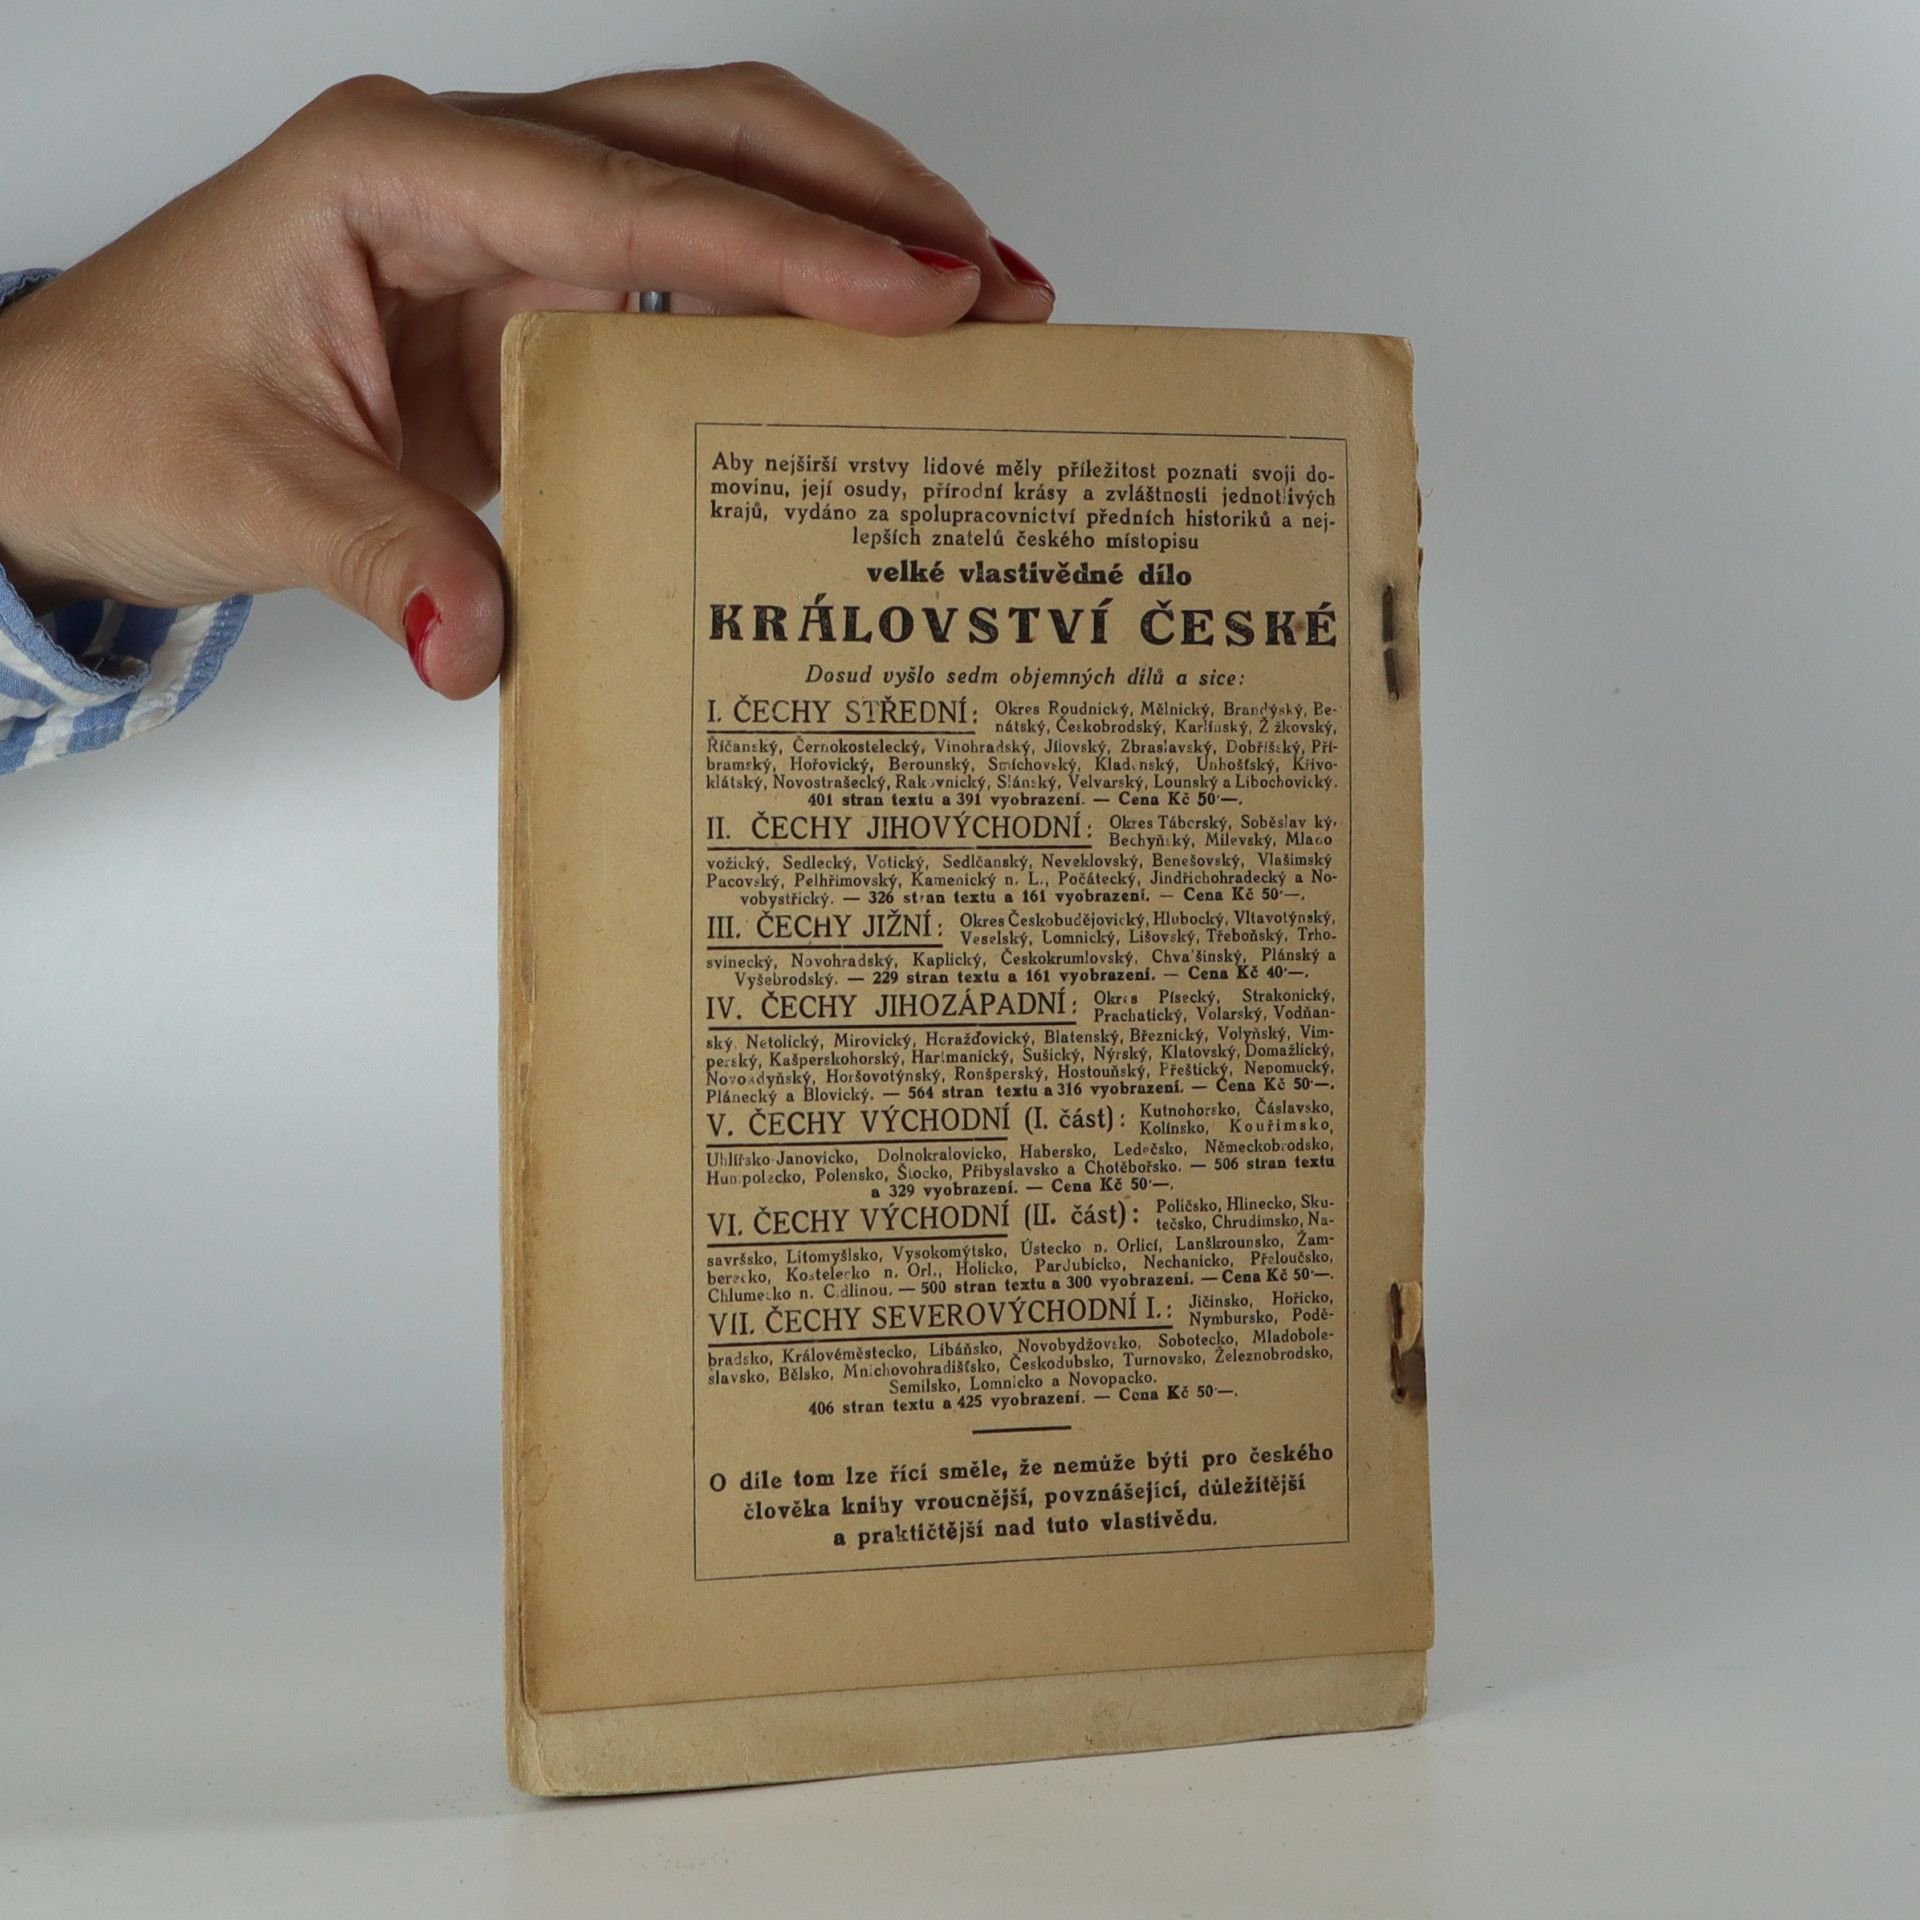 Aby nejširší vrstvy lidové měly příležitost poznati svoji do-
movinu, její osudy, přírodní krásy a zvláštnosti jednotlivých
krajů, vydáno za spolupracovnictví předních historiků a nej-
lepších znatelů českého místopisu
velké vlastivědné dílo
KRÁLOVSTVÍ ČESKÉ
Dosud vyšlo sedm objemných dílů a sice:
I. ČECHY STŘEDNÍ: Okres Roudnický, Mělnický, Brandýský, Be-
nátský, Českobrodský, Karlínský, Žižkovský,
Říčanský, Černokostelecký, Vinohradský, Jílovský, Zbraslavský, Dobříšský, Pří-
bramský, Hořovický, Berounský, Smíchovský, Kladenský, Unhošťský, Křivo-
klátský, Novostrašecký, Rakovnický, Slánský, Velvarský, Lounský a Libochovický.
401 stran textu a 391 vyobrazení. — Cena Kč 50·—.
II. ČECHY JIHOVÝCHODNÍ: Okres Táborský, Soběslavský,
Bechyňský, Milevský, Mladо
vožický, Sedlecký, Votický, Sedlčanský, Neveklovský, Benešovský, Vlašimský
Pacovský, Pelhřimovský, Kamenický n. L., Počátecký, Jindřichohradecký a No-
vobystřický. — 326 stran textu a 161 vyobrazení. — Cena Kč 50·—.
III. ČECHY JIŽNÍ: Okres Českobudějovický, Hlubocký, Vltavotýnský,
Veselský, Lomnický, Lišovský, Třeboňský, Trho-
svinecký, Novohradský, Kaplický, Českokrumlovský, Chvalšinský, Plánský a
Vyšebrodský. — 229 stran textu a 161 vyobrazení. — Cena Kč 40·—.
IV. ČECHY JIHOZÁPADNÍ: Okres Písecký, Strakonický,
Prachatický, Volarský, Vodňan-
ský, Netolický, Mirovický, Horažďovický, Blatenský, Březnický, Volyňský, Vim-
perský, Kašperskohorský, Hartmanický, Sušický, Nýrský, Klatovský, Domažlický,
Novokdyňský, Horšovotýnský, Ronšperský, Hostouňský, Přeštický, Nepomucký,
Plánecký a Blovický. — 564 stran textu a 316 vyobrazení. — Cena Kč 50·—.
V. ČECHY VÝCHODNÍ (I. část): Kutnohorsko, Čáslavsko,
Kolínsko, Kouřimsko,
Uhlířsko-Janovicko, Dolnokralovicko, Habersko, Ledečsko, Německobrodsko,
Humpolecko, Polensko, Štocko, Přibyslavsko a Chotěbořsko. — 506 stran textu
a 329 vyobrazení. — Cena Kč 50·—.
VI. ČECHY VÝCHODNÍ (II. část): Poličsko, Hlinecko, Sku-
tečsko, Chrudimsko, Na-
savršsko, Litomyšlsko, Vysokomýtsko, Ústecko n. Orlicí, Lanškrounsko, Žam-
berecko, Kostelecko n. Orl., Holicko, Pardubicko, Nechanicko, Přeloučsko,
Chlumecko n. Cidlinou. — 500 stran textu a 300 vyobrazení. — Cena Kč 50·—.
VII. ČECHY SEVEROVÝCHODNÍ I.: Jičínsko, Hořicko,
Nymbursko, Podě-
bradsko, Královéměstecko, Libáňsko, Novobydžovsko, Sobotecko, Mladobole-
slavsko, Bělsko, Mnichovohradišťsko, Českodubsko, Turnovsko, Železnobrodsko,
Semilsko, Lomnicko a Novopacko.
406 stran textu a 425 vyobrazení. — Cena Kč 50·—.
O díle tom lze řící směle, že nemůže býti pro českého
člověka knihy vroucnější, povznášející, důležitější
a praktičtější nad tuto vlastivědu.